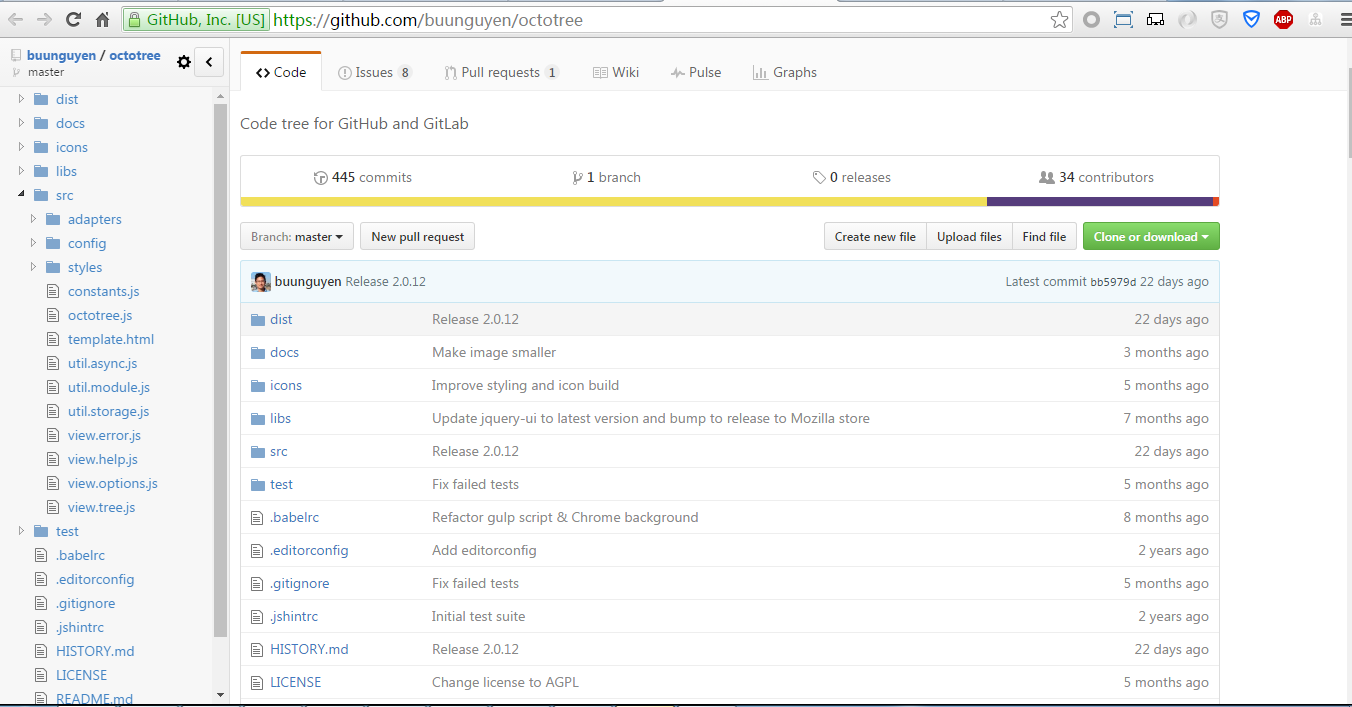 GitHub, Inc. [US] https://github.com/buunguyen/octotree
ABP
buunguyen / octotree
master
dist
docs
icons
libs
src
adapters
config
styles
constants.js
octotree.js
template.html
util.async.js
util.module.js
util.storage.js
view.error.js
view.help.js
view.options.js
view.tree.js
test
.babelrc
.editorconfig
.gitignore
.jshintrc
HISTORY.md
LICENSE
README.md
Code Issues 8 Pull requests 1 Wiki Pulse Graphs
Code tree for GitHub and GitLab
445 commits 1 branch 0 releases 34 contributors
Branch: master New pull request Create new file Upload files Find file Clone or download
buunguyen Release 2.0.12 Latest commit bb5979d 22 days ago
dist Release 2.0.12 22 days ago
docs Make image smaller 3 months ago
icons Improve styling and icon build 5 months ago
libs Update jquery-ui to latest version and bump to release to Mozilla store 7 months ago
src Release 2.0.12 22 days ago
test Fix failed tests 5 months ago
.babelrc Refactor gulp script & Chrome background 8 months ago
.editorconfig Add editorconfig 2 years ago
.gitignore Fix failed tests 5 months ago
.jshintrc Initial test suite 2 years ago
HISTORY.md Release 2.0.12 22 days ago
LICENSE Change license to AGPL 5 months ago